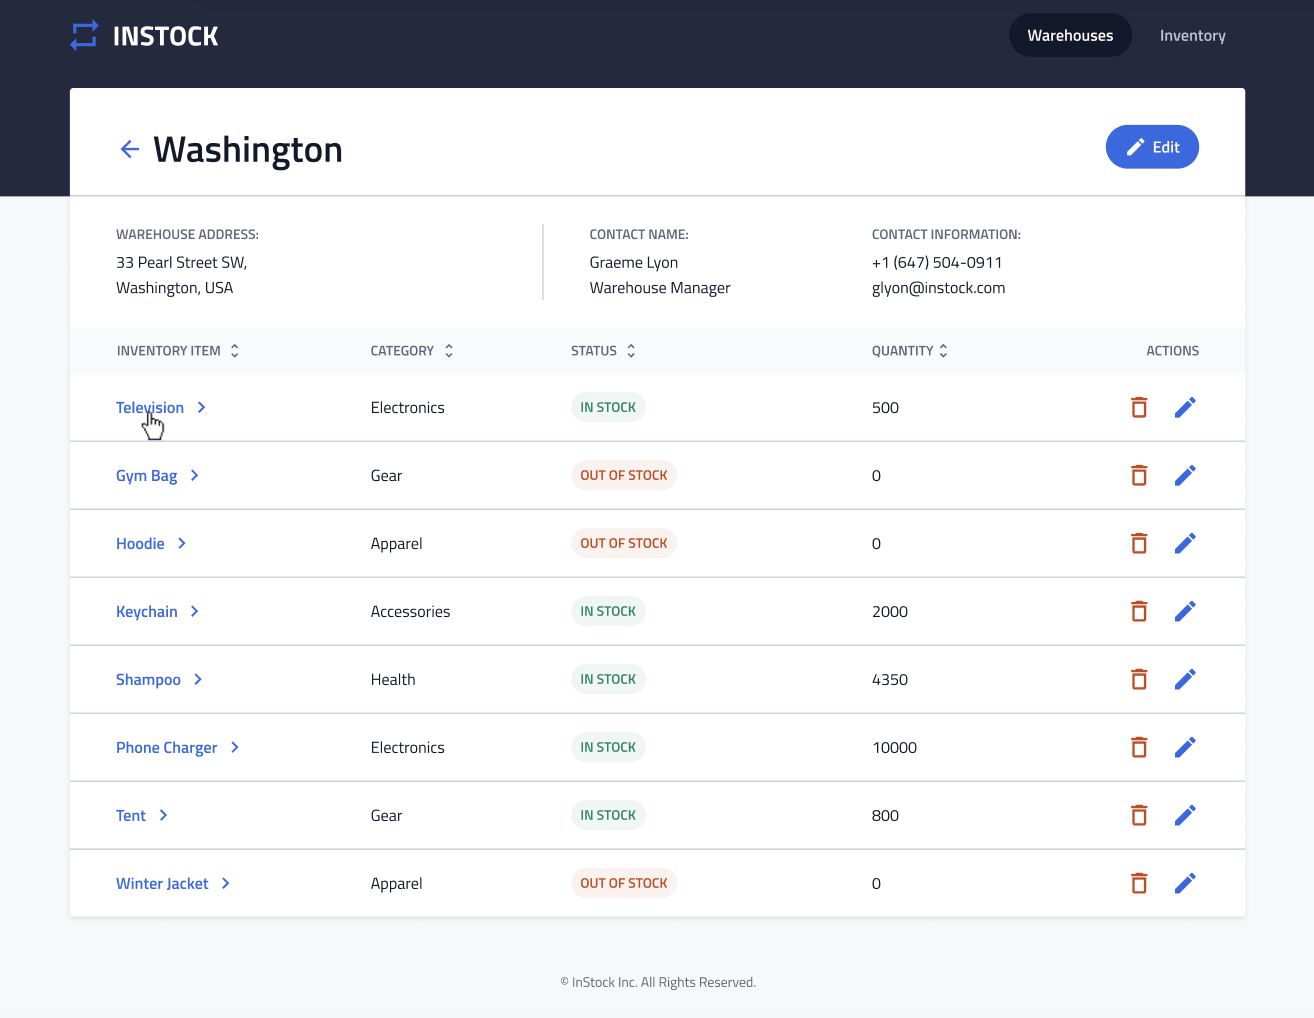 INSTOCK
Warehouses Inventory
Washington
Edit
WAREHOUSE ADDRESS: CONTACT NAME: CONTACT INFORMATION:
33 Pearl Street SW, Graeme Lyon +1 (647) 504-0911
Washington, USA Warehouse Manager glyon@instock.com
INVENTORY ITEM CATEGORY STATUS QUANTITY ACTIONS
Television Electronics IN STOCK 500
Gym Bag Gear OUT OF STOCK 0
Hoodie Apparel OUT OF STOCK 0
Keychain Accessories IN STOCK 2000
Shampoo Health IN STOCK 4350
Phone Charger Electronics IN STOCK 10000
Tent Gear IN STOCK 800
Winter Jacket Apparel OUT OF STOCK 0
© InStock Inc. All Rights Reserved.